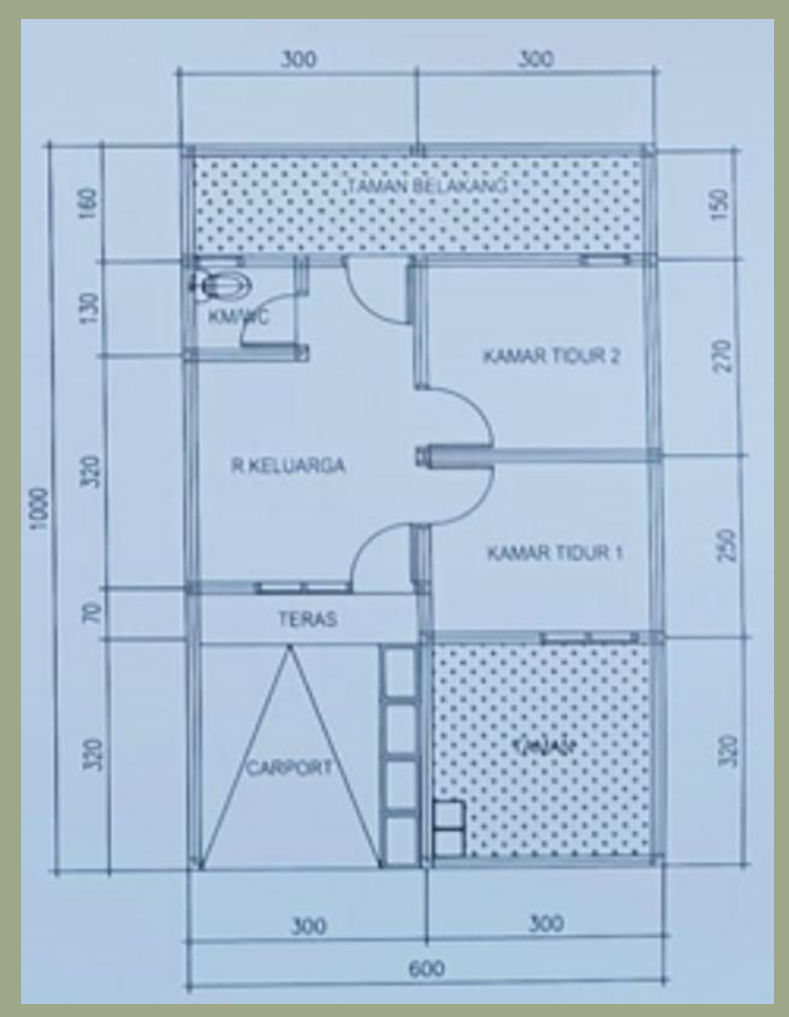 300 300
160
TAMAN BELAKANG
150
130
KM/WC
KAMAR TIDUR 2
270
1000
320
R.KELUARGA
KAMAR TIDUR 1
250
70
TERAS
320
CARPORT
TAMAN
320
300 300
600